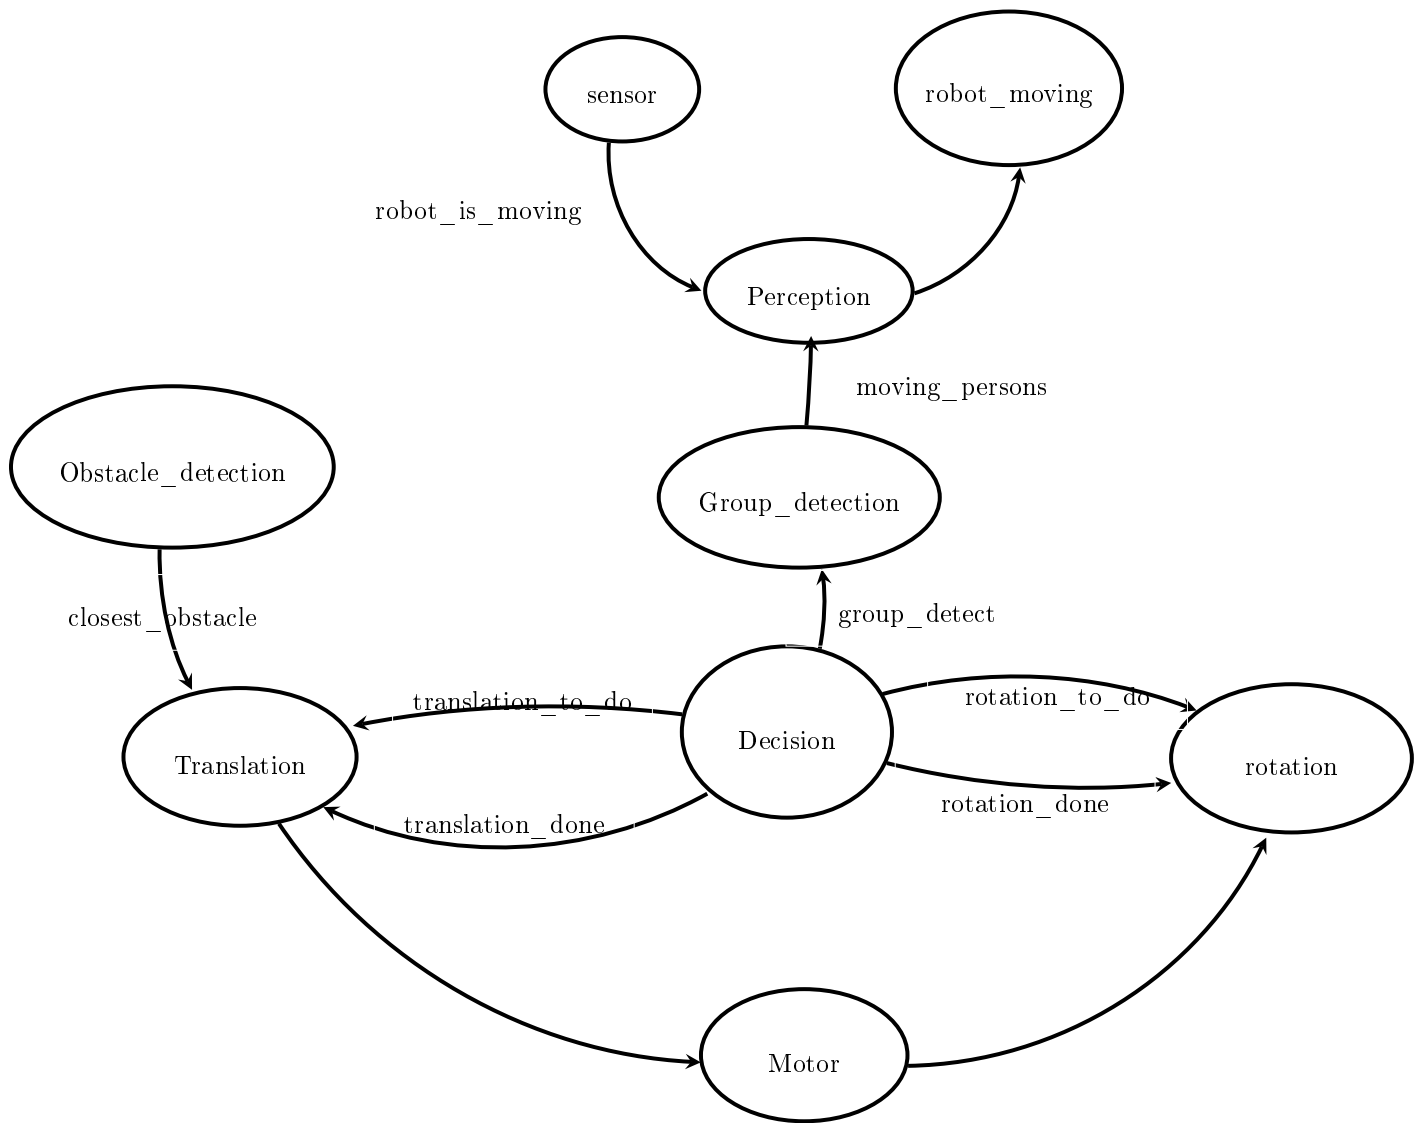 sensor
robot_moving
robot_is_moving
Perception
moving_persons
Obstacle_detection
Group_detection
closest_obstacle
group_detect
translation_to_do
rotation_to_do
Decision
Translation
rotation
rotation_done
translation_done
Motor